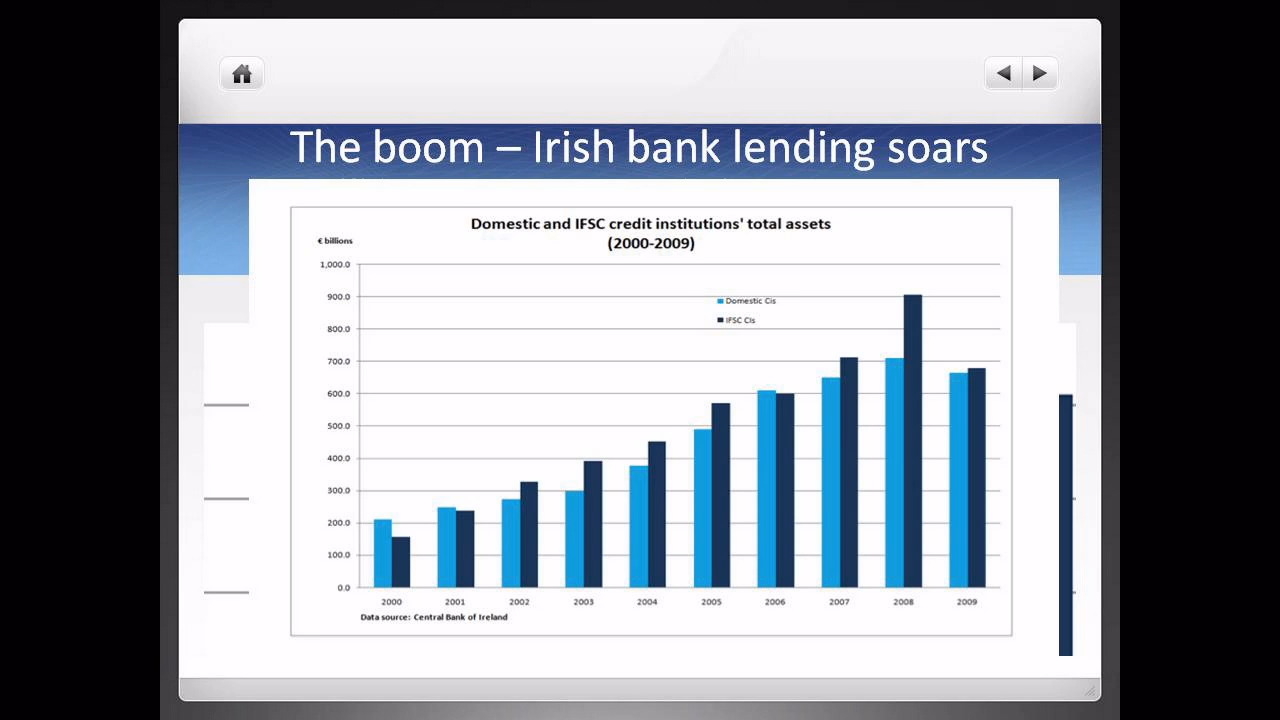 The boom – Irish bank lending soars
Domestic and IFSC credit institutions' total assets
(2000-2009)
€ billions
1,000.0
900.0
800.0
700.0
600.0
500.0
400.0
300.0
200.0
100.0
0.0
Domestic CIs
IFSC CIs
2000 2001 2002 2003 2004 2005 2006 2007 2008 2009
Data source: Central Bank of Ireland